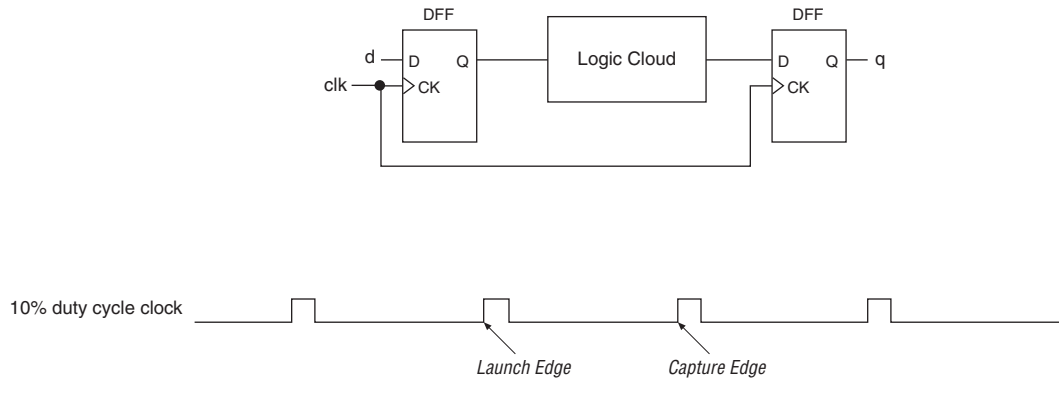 DFF
DFF
d
D
Q
Logic Cloud
D
Q
q
clk
CK
CK
10% duty cycle clock
Launch Edge
Capture Edge